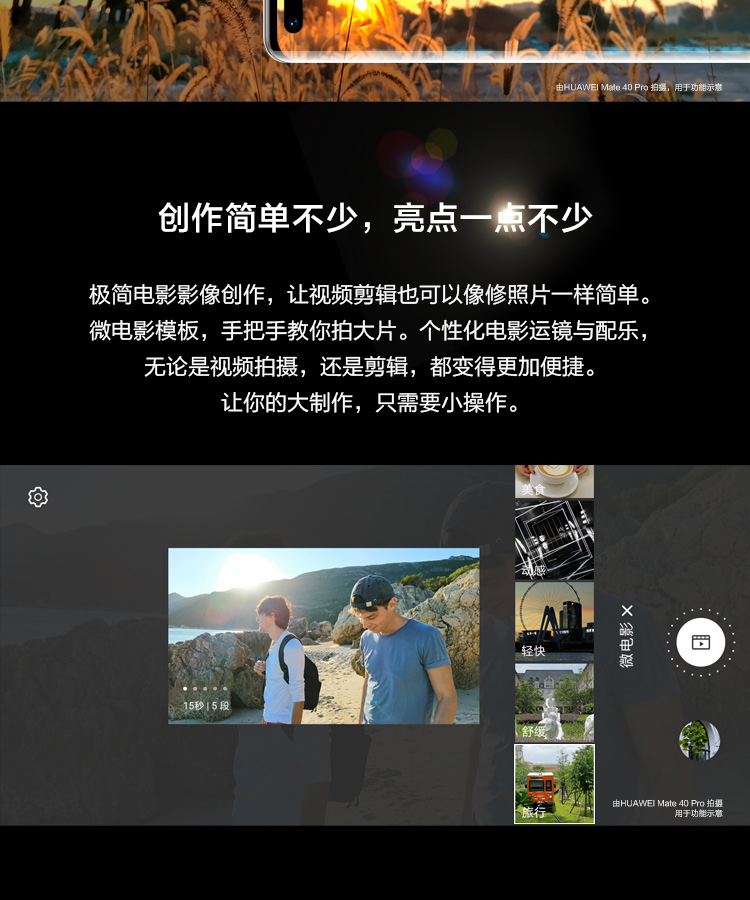 由HUAWEI Mate 40 Pro 拍摄，用于功能示意
创作简单不少，亮点一点不少
极简电影影像创作，让视频剪辑也可以像修照片一样简单。
微电影模板，手把手教你拍大片。个性化电影运镜与配乐，
无论是视频拍摄，还是剪辑，都变得更加便捷。
让你的大制作，只需要小操作。
美食
动感
轻快
舒缓
旅行
15秒 | 5 段
微电影 ✕
由HUAWEI Mate 40 Pro 拍摄
用于功能示意